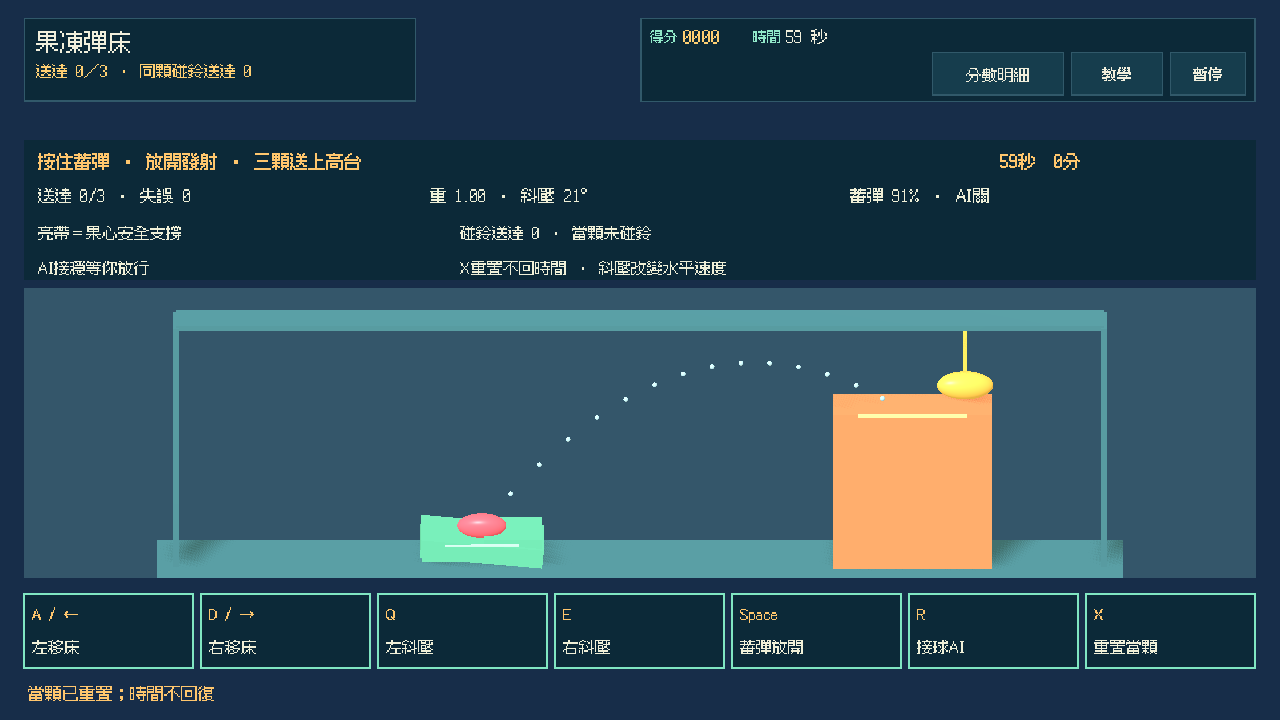 果凍彈床
送達 0/3 · 同顆碰鈴送達 0
得分 0000 時間 59 秒
分數明細 教學 暫停
按住蓄彈 · 放開發射 · 三顆送上高台 59秒 0分
送達 0/3 · 失誤 0 重 1.00 · 斜壓 21° 蓄彈 91% · AI關
亮帶=果心安全支撐 碰鈴送達 0 · 當顆未碰鈴
AI接穩等你放行 X重置不回時間 · 斜壓改變水平速度
A / ← D / → Q E Space R X
左移床 右移床 左斜壓 右斜壓 蓄彈放開 接球AI 重置當顆
當顆已重置；時間不回復